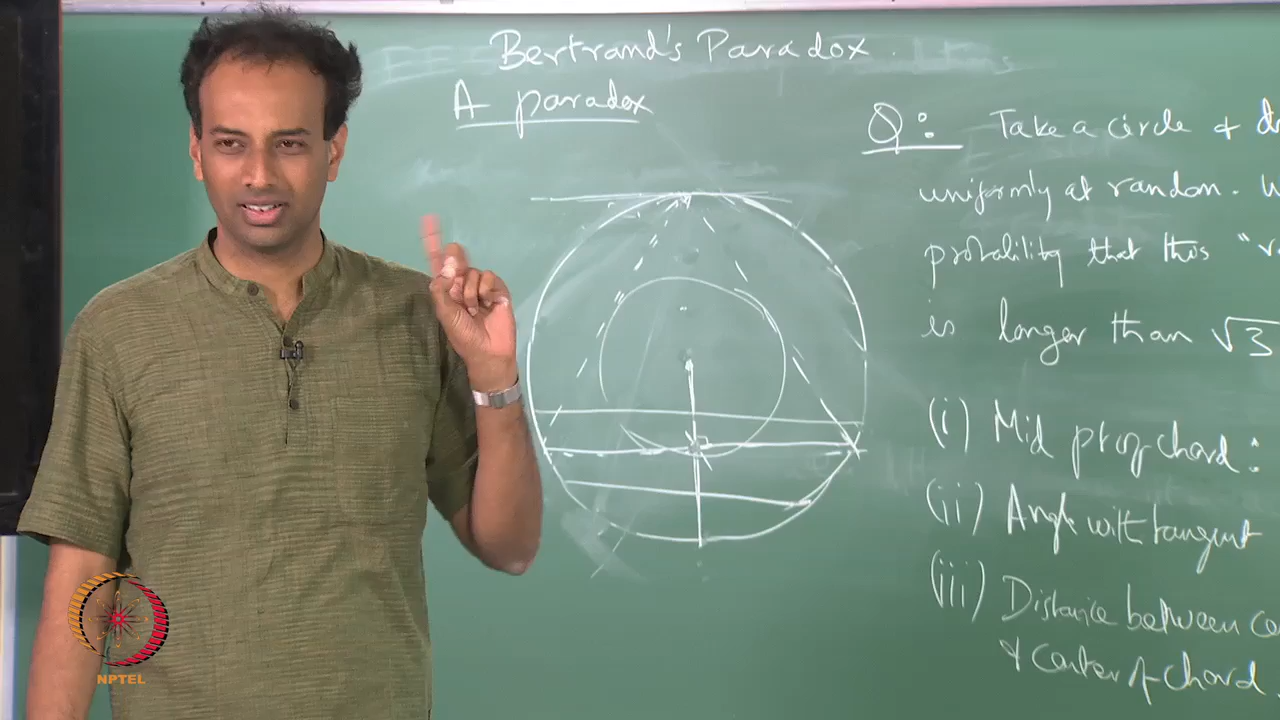 Bertrand's Paradox.
A paradox
Q: Take a circle &
uniformly at random.
probability that this "
is longer than √3
(i) Mid pt of chord:
(ii) Angle with tangent
(iii) Distance between
& center of chord.
NPTEL